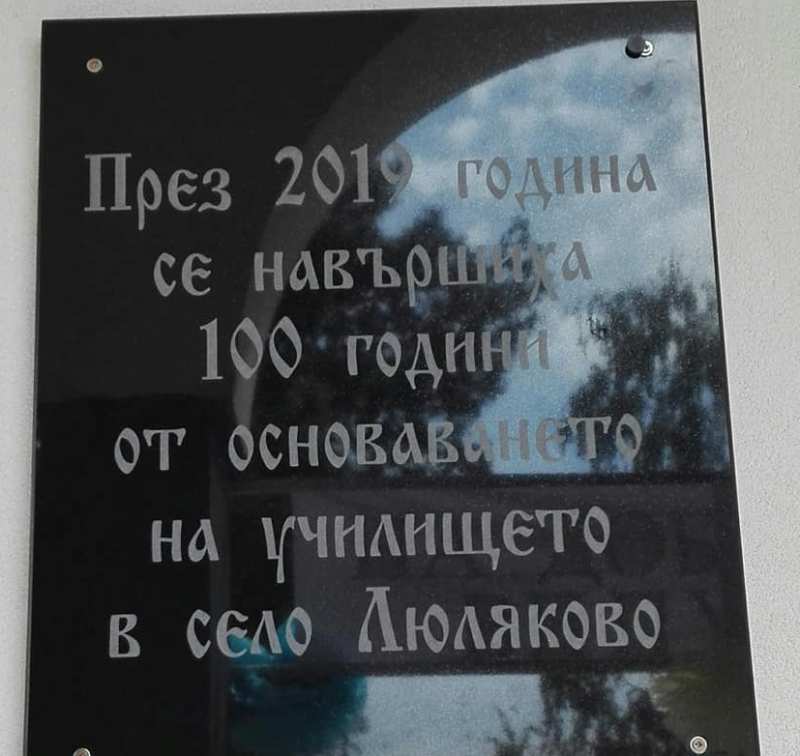 През 2019 година
се навършиха
100 години
от основаването
на училището
в село Люляково